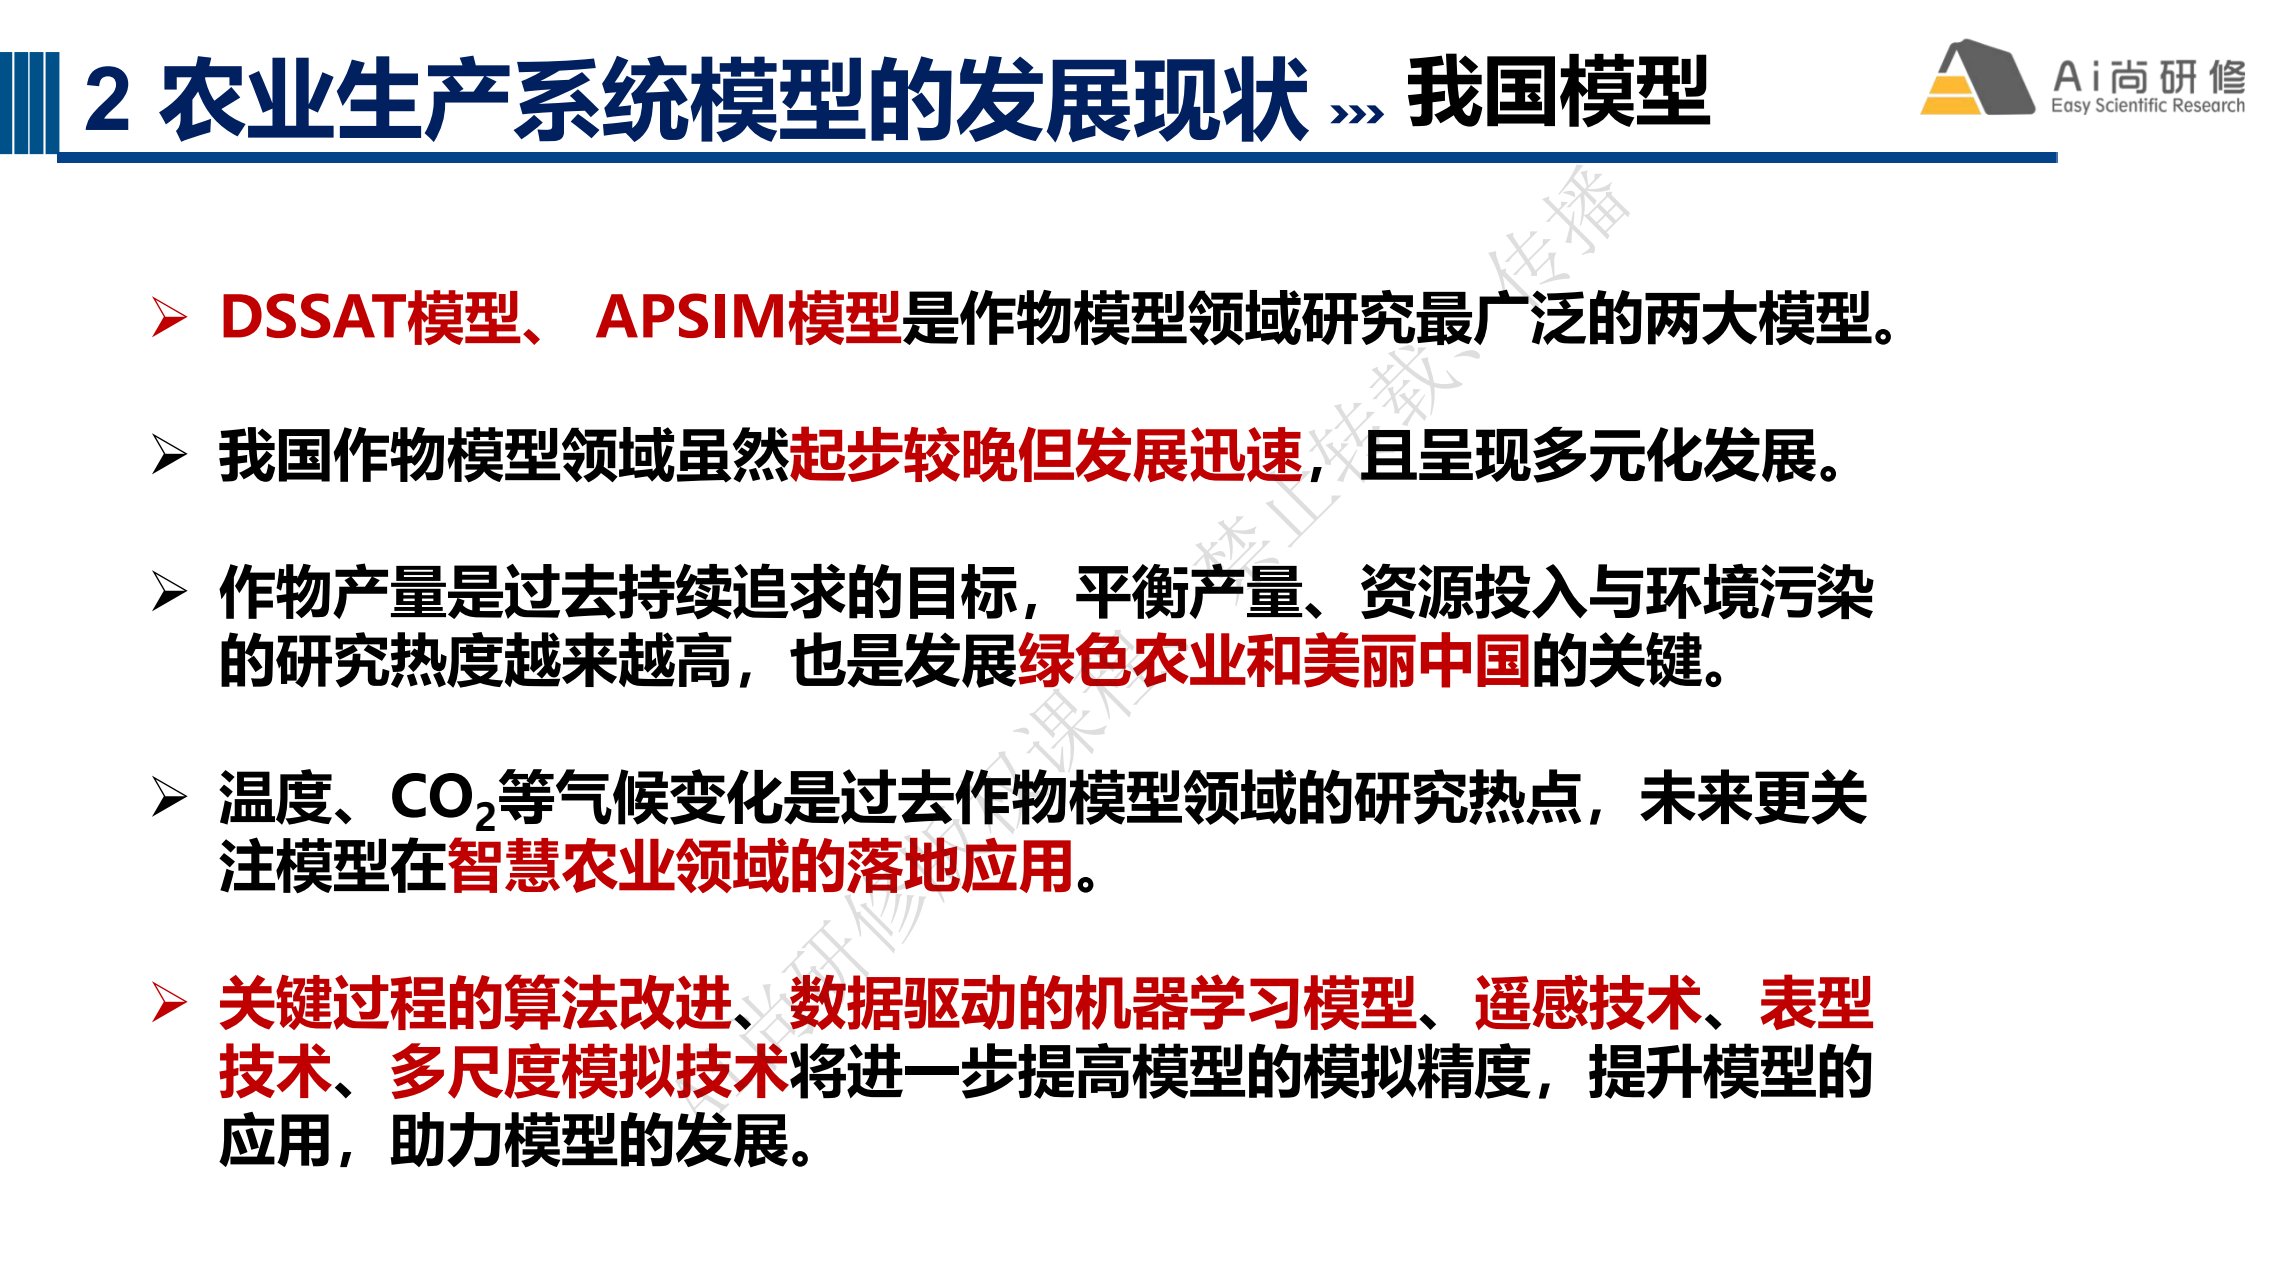 2 农业生产系统模型的发展现状 ››› 我国模型
Ai尚研修
Easy Scientific Research
DSSAT模型、 APSIM模型是作物模型领域研究最广泛的两大模型。
我国作物模型领域虽然起步较晚但发展迅速，且呈现多元化发展。
作物产量是过去持续追求的目标，平衡产量、资源投入与环境污染
的研究热度越来越高，也是发展绿色农业和美丽中国的关键。
温度、CO₂等气候变化是过去作物模型领域的研究热点，未来更关
注模型在智慧农业领域的落地应用。
关键过程的算法改进、数据驱动的机器学习模型、遥感技术、表型
技术、多尺度模拟技术将进一步提高模型的模拟精度，提升模型的
应用，助力模型的发展。
Ai尚研修版权课程 禁止转载、传播